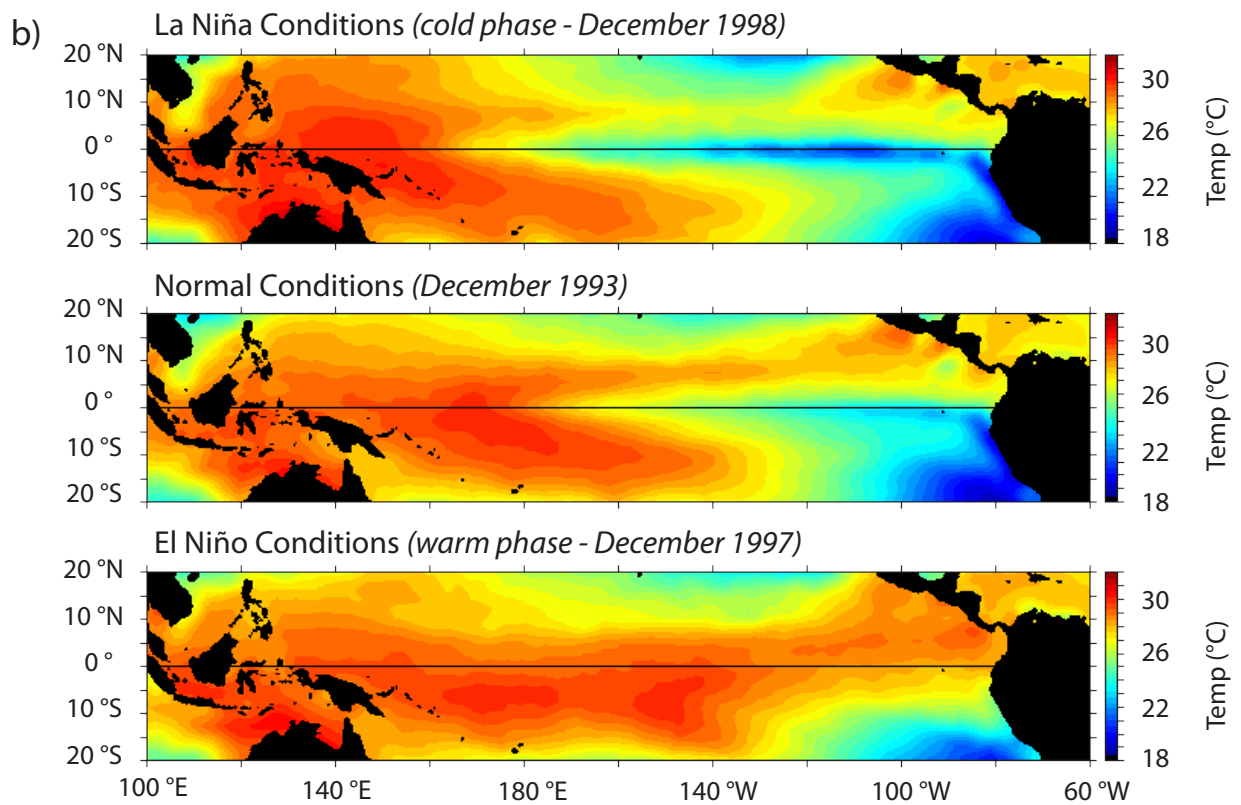 b)
La Niña Conditions (cold phase - December 1998)
20 °N
10 °N
0 °
10 °S
20 °S
30
26
22
18
Temp (°C)
Normal Conditions (December 1993)
20 °N
10 °N
0 °
10 °S
20 °S
30
26
22
18
Temp (°C)
El Niño Conditions (warm phase - December 1997)
20 °N
10 °N
0 °
10 °S
20 °S
30
26
22
18
Temp (°C)
100 °E 140 °E 180 °E 140 °W 100 °W 60 °W